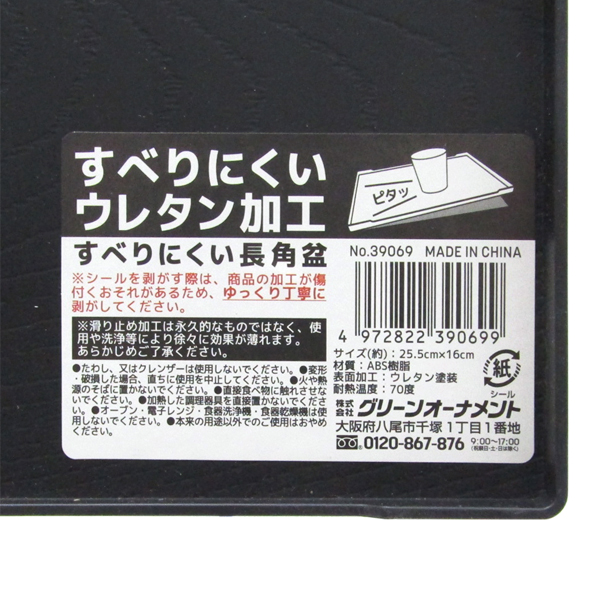 すべりにくい
ウレタン加工
ピタッ
すべりにくい長角盆
※シールを剥がす際は、商品の加工が傷
付くおそれがあるため、ゆっくり丁寧に
剥がしてください。
※滑り止め加工は永久的なものではなく、使
用や洗浄等により徐々に効果が薄れます。
あらかじめご了承ください。
●たわし、又はクレンザーは使用しないでください。●変形
・破損した場合、直ちに使用を中止してください。●火や熱
源のそばに置かないでください。●直接食べ物に触れさせな
いでください。●加熱した調理器具を直接置かないでください。
●オーブン・電子レンジ・食器洗浄機・食器乾燥機は使用
しないでください。●本来の用途以外でのご使用はおやめ
ください。
No.39069 MADE IN CHINA
4 972822 390699
サイズ(約):25.5cm×16cm
材質:ABS樹脂
表面加工:ウレタン塗装
耐熱温度:70度
紙
シール
株式会社 グリーンオーナメント
大阪府八尾市千塚1丁目1番地
0120-867-876 9:00〜17:00
(祝祭日・土・日は除く)